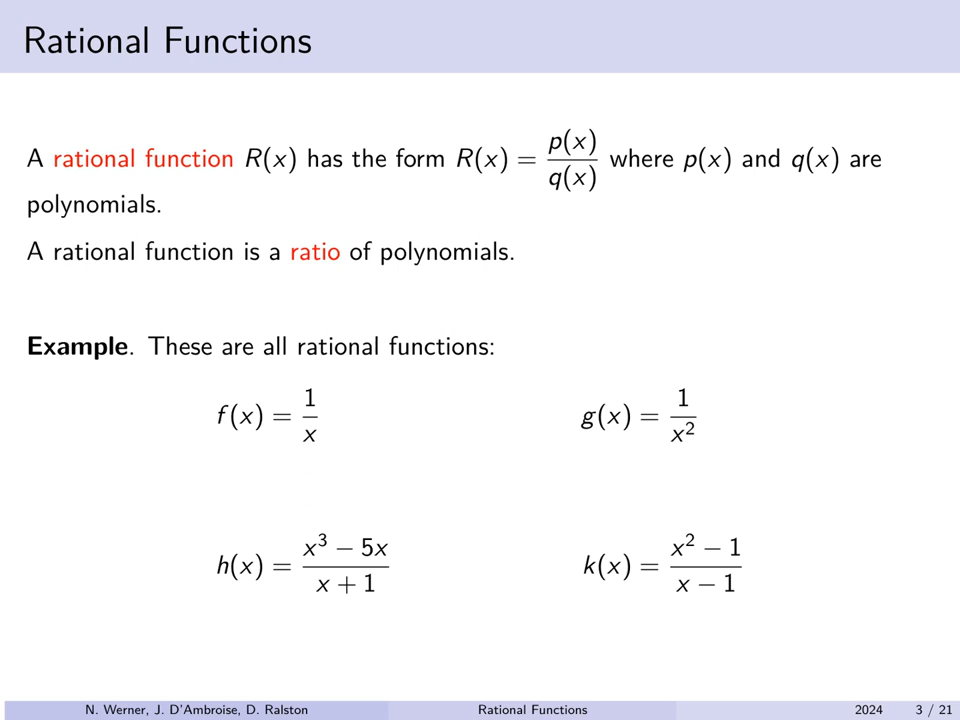 Rational Functions
A rational function R(x) has the form R(x) = p(x)/q(x) where p(x) and q(x) are
polynomials.
A rational function is a ratio of polynomials.
Example. These are all rational functions:
f(x) = 1/x    g(x) = 1/x²
h(x) = (x³ − 5x)/(x + 1)    k(x) = (x² − 1)/(x − 1)
N. Werner, J. D'Ambroise, D. Ralston    Rational Functions    2024    3 / 21